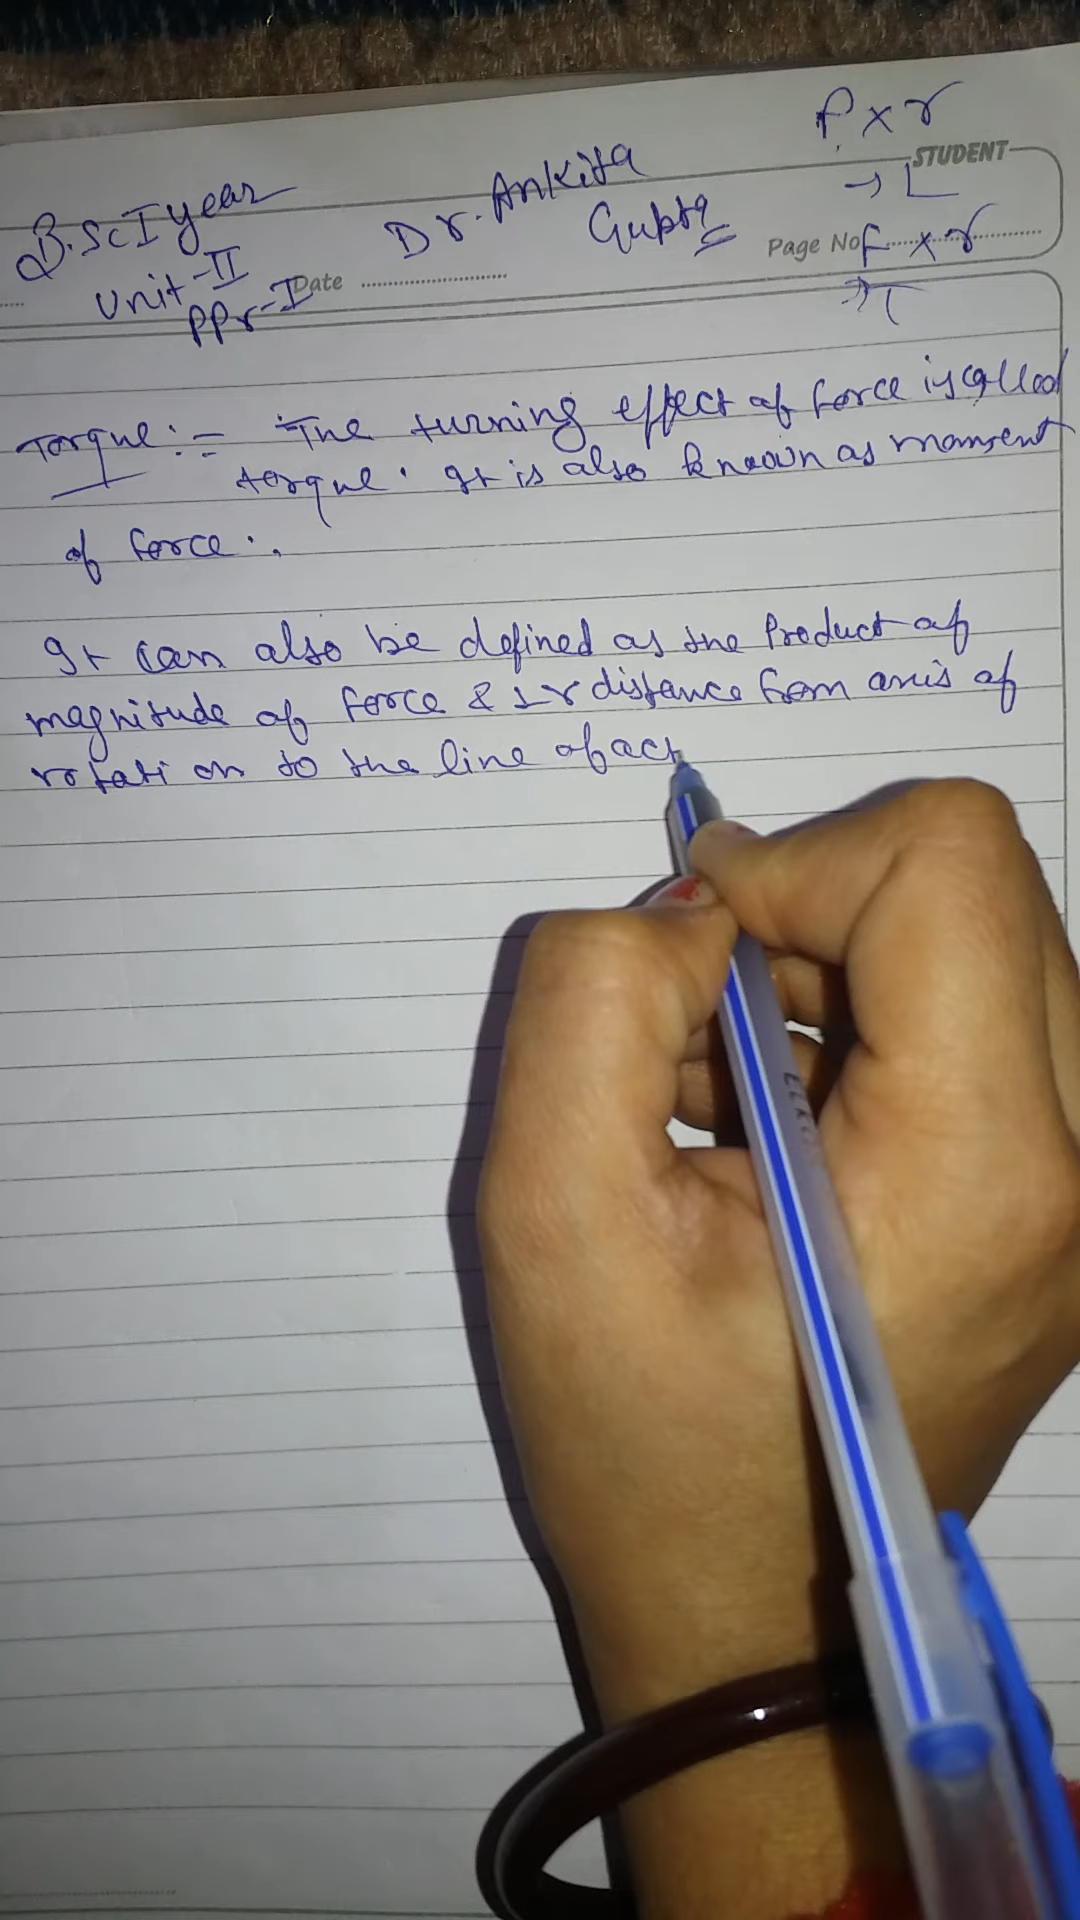 P × r
STUDENT
→ L
B.Sc I year
Dr. Ankita
Gupta
Page No.
F × r
Unit-II
Date
PPr-I
→ τ
Torque:- The turning effect of force is called
torque. It is also known as moment
of force.
It can also be defined as the Product of
magnitude of force & ⊥r distance from axis of
rotation to the line of act